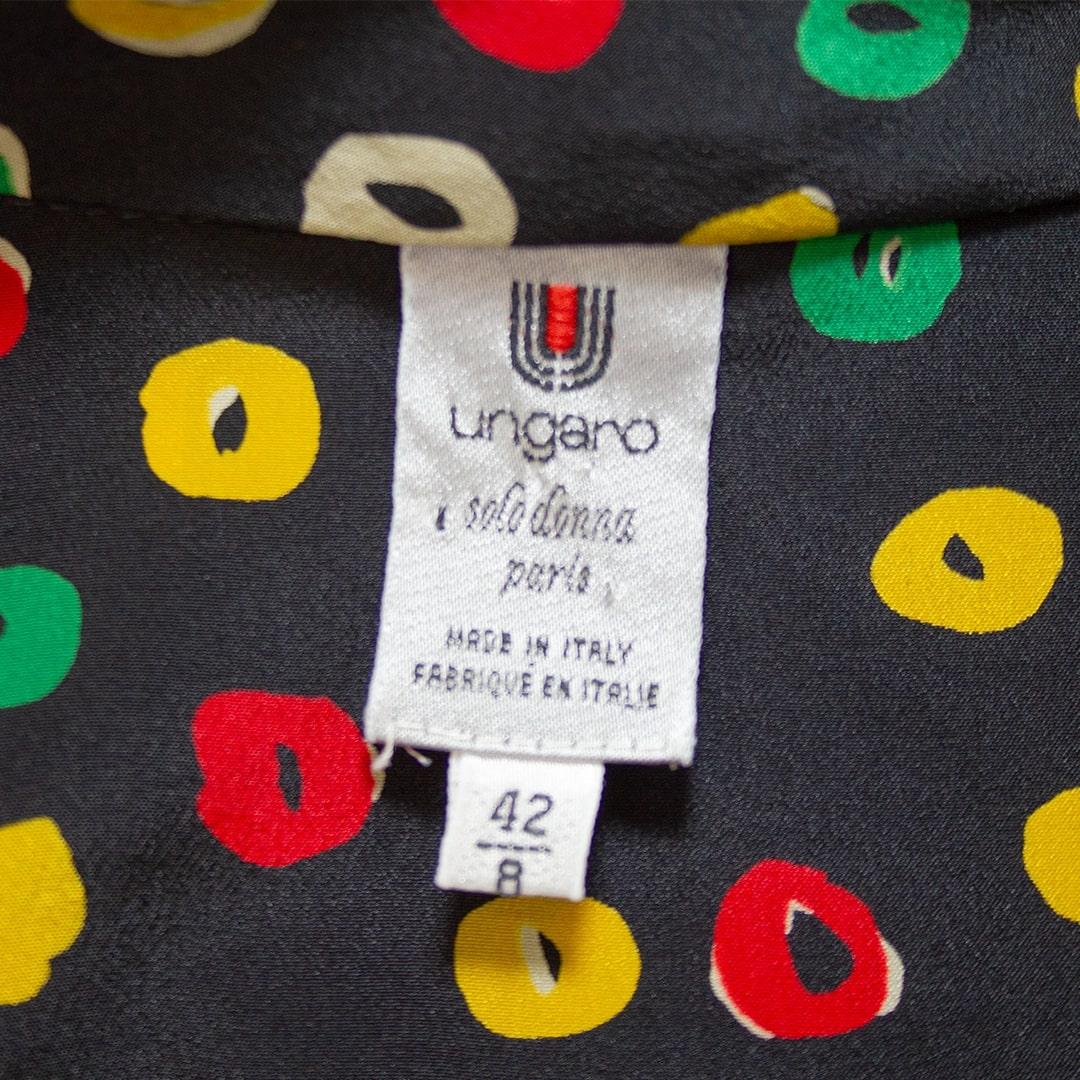 ungaro
solo donna
paris
MADE IN ITALY
FABRIQUÉ EN ITALIE
42
8